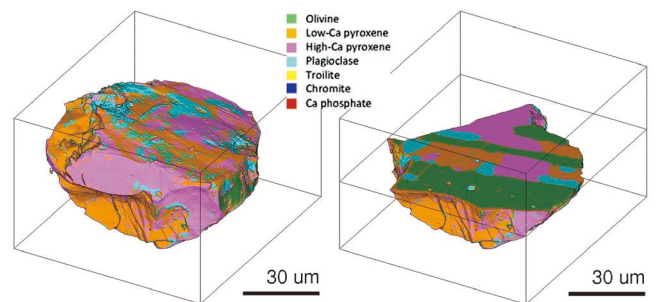 Olivine
Low-Ca pyroxene
High-Ca pyroxene
Plagioclase
Troilite
Chromite
Ca phosphate
30 um
30 um